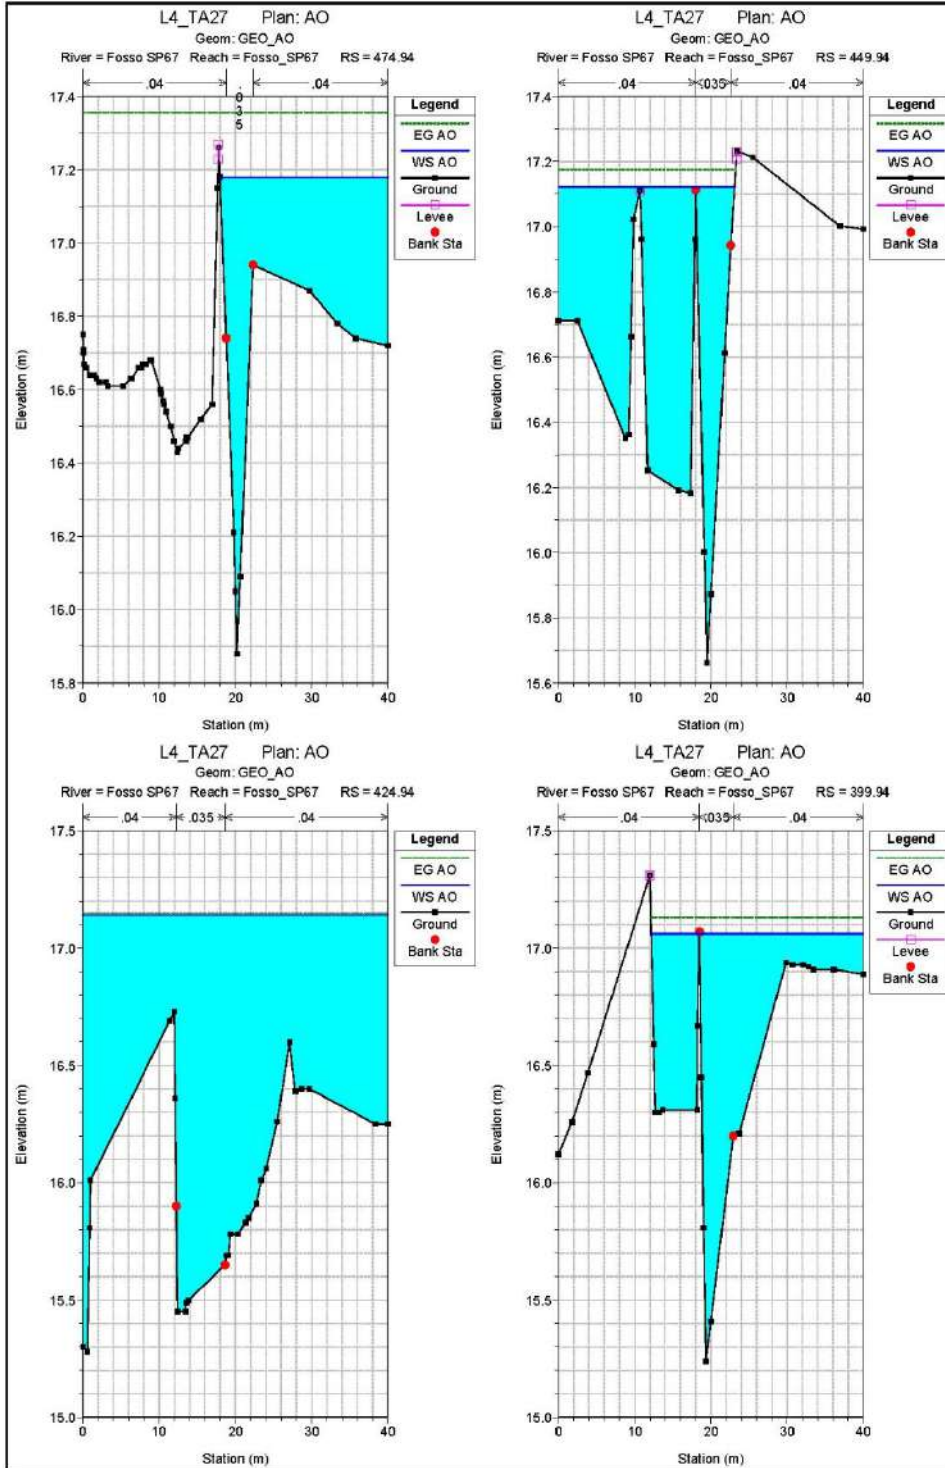 L4_TA27 Plan: AO
Geom: GEO_AO
River = Fosso SP67 Reach = Fosso_SP67 RS = 474.94
.04
.035
.04
17.4
17.2
17.0
16.8
16.6
16.4
16.2
16.0
15.8
Elevation (m)
0 10 20 30 40
Station (m)
Legend
EG AO
WS AO
Ground
Levee
Bank Sta
L4_TA27 Plan: AO
Geom: GEO_AO
River = Fosso SP67 Reach = Fosso_SP67 RS = 449.94
.04 .035 .04
17.4
17.2
17.0
16.8
16.6
16.4
16.2
16.0
15.8
15.6
Elevation (m)
0 10 20 30 40
Station (m)
Legend
EG AO
WS AO
Ground
Levee
Bank Sta
L4_TA27 Plan: AO
Geom: GEO_AO
River = Fosso SP67 Reach = Fosso_SP67 RS = 424.94
.04 .035 .04
17.5
17.0
16.5
16.0
15.5
15.0
Elevation (m)
0 10 20 30 40
Station (m)
Legend
EG AO
WS AO
Ground
Bank Sta
L4_TA27 Plan: AO
Geom: GEO_AO
River = Fosso SP67 Reach = Fosso_SP67 RS = 399.94
.04 .035 .04
17.5
17.0
16.5
16.0
15.5
15.0
Elevation (m)
0 10 20 30 40
Station (m)
Legend
EG AO
WS AO
Ground
Levee
Bank Sta